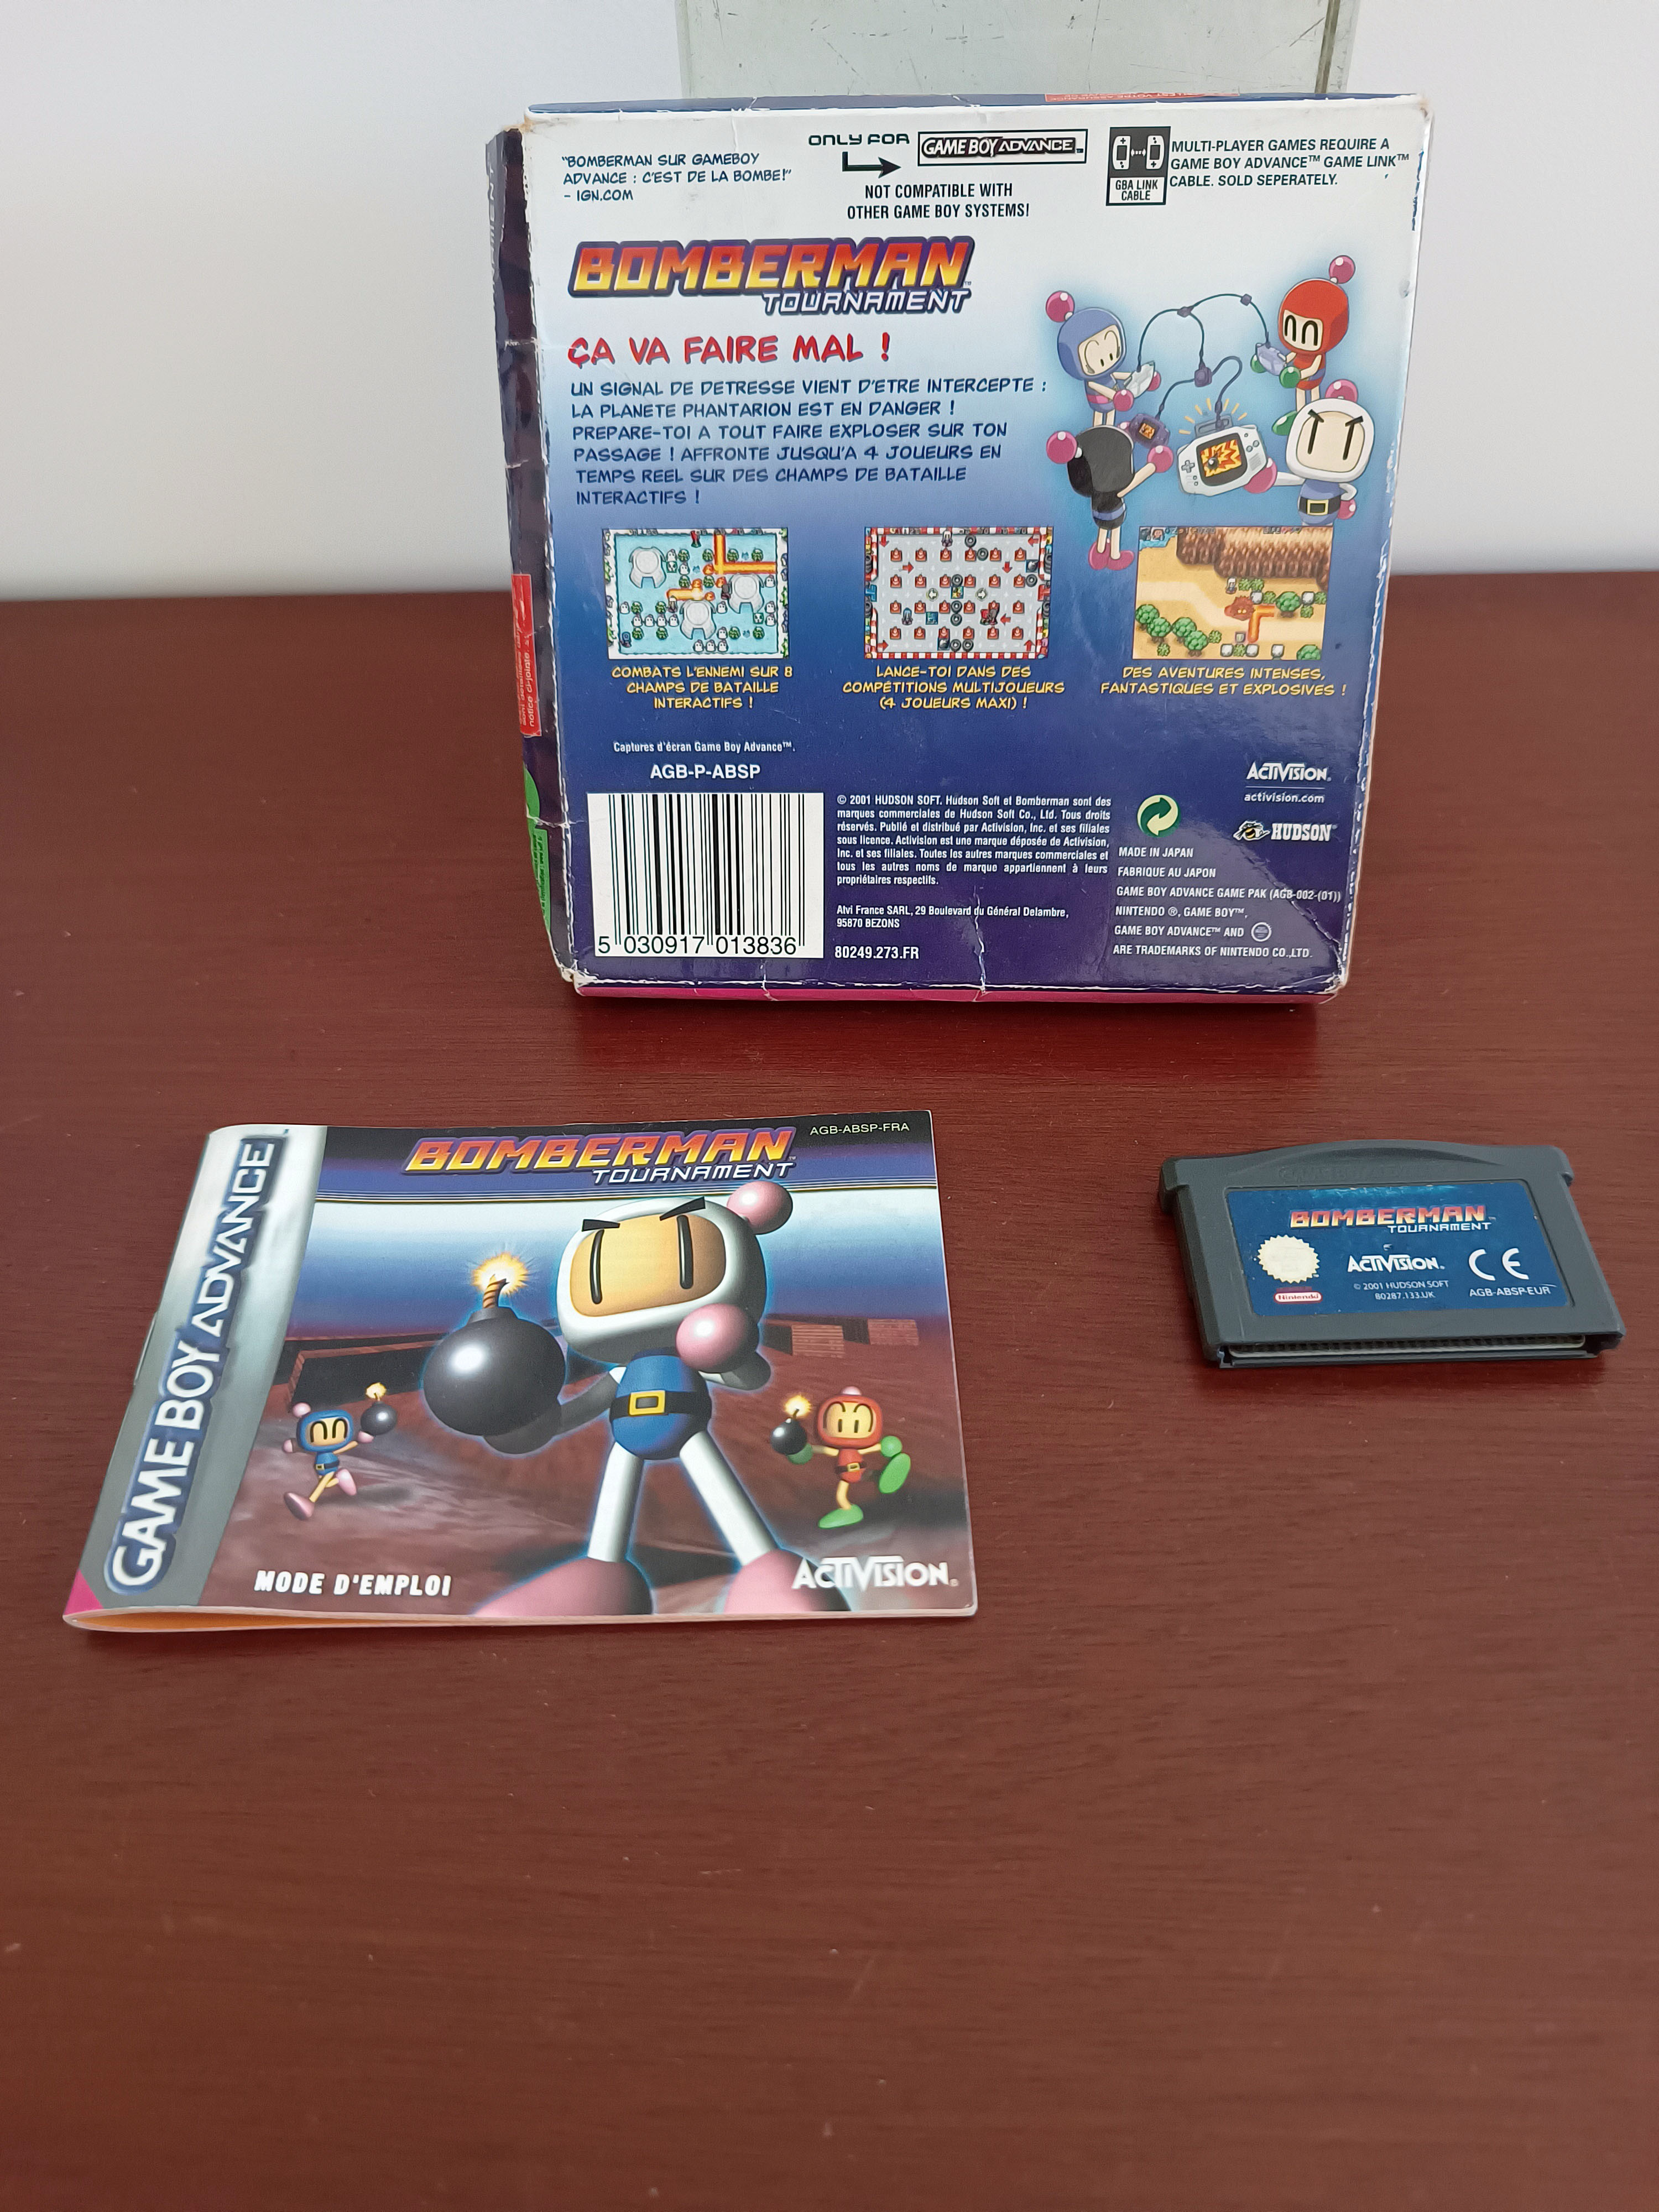 "BOMBERMAN SUR GAMEBOY
ADVANCE : C'EST DE LA BOMBE!"
- IGN.COM
ONLY FOR
GAME BOY ADVANCE™
NOT COMPATIBLE WITH
OTHER GAME BOY SYSTEMS!
GBA LINK
CABLE
MULTI-PLAYER GAMES REQUIRE A
GAME BOY ADVANCE™ GAME LINK™
CABLE. SOLD SEPERATELY.
BOMBERMAN
TOURNAMENT
ÇA VA FAIRE MAL !
UN SIGNAL DE DETRESSE VIENT D'ETRE INTERCEPTE :
LA PLANETE PHANTARION EST EN DANGER !
PREPARE-TOI A TOUT FAIRE EXPLOSER SUR TON
PASSAGE ! AFFRONTE JUSQU'A 4 JOUEURS EN
TEMPS REEL SUR DES CHAMPS DE BATAILLE
INTERACTIFS !
COMBATS L'ENNEMI SUR 8
CHAMPS DE BATAILLE
INTERACTIFS !
LANCE-TOI DANS DES
COMPÉTITIONS MULTIJOUEURS
(4 JOUEURS MAXI) !
DES AVENTURES INTENSES,
FANTASTIQUES ET EXPLOSIVES !
Captures d'écran Game Boy Advance™.
AGB-P-ABSP
5 030917 013836
© 2001 HUDSON SOFT. Hudson Soft et Bomberman sont des
marques commerciales de Hudson Soft Co., Ltd. Tous droits
réservés. Publié et distribué par Activision, Inc. et ses filiales
sous licence. Activision est une marque déposée de Activision,
Inc. et ses filiales. Toutes les autres marques commerciales et
tous les autres noms de marque appartiennent à leurs
propriétaires respectifs.
Atvi France SARL, 29 Boulevard du Général Delambre,
95870 BEZONS
80249.273.FR
ACTIVISION.
activision.com
HUDSON
MADE IN JAPAN
FABRIQUE AU JAPON
GAME BOY ADVANCE GAME PAK (AGB-002-(01))
NINTENDO ®, GAME BOY™,
GAME BOY ADVANCE™ AND
ARE TRADEMARKS OF NINTENDO CO.,LTD.
notice ci-jointe
GAME BOY ADVANCE
BOMBERMAN™
TOURNAMENT
AGB-ABSP-FRA
MODE D'EMPLOI
ACTIVISION.
BOMBERMAN™
TOURNAMENT
ACTIVISION.
CE
© 2001 HUDSON SOFT
80287.133.UK
AGB-ABSP-EUR
Nintendo